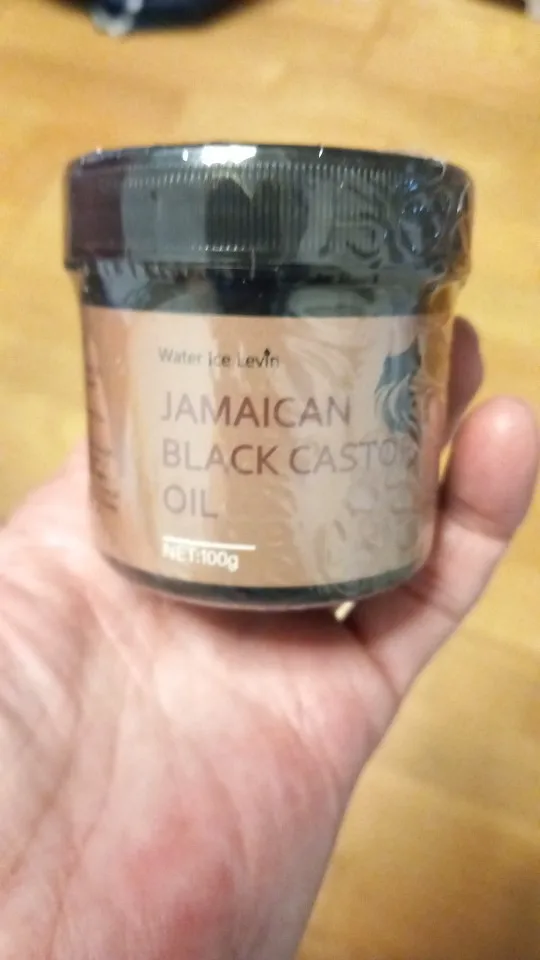 Water Ice Levin
JAMAICAN
BLACK CASTO
OIL
NET:100g